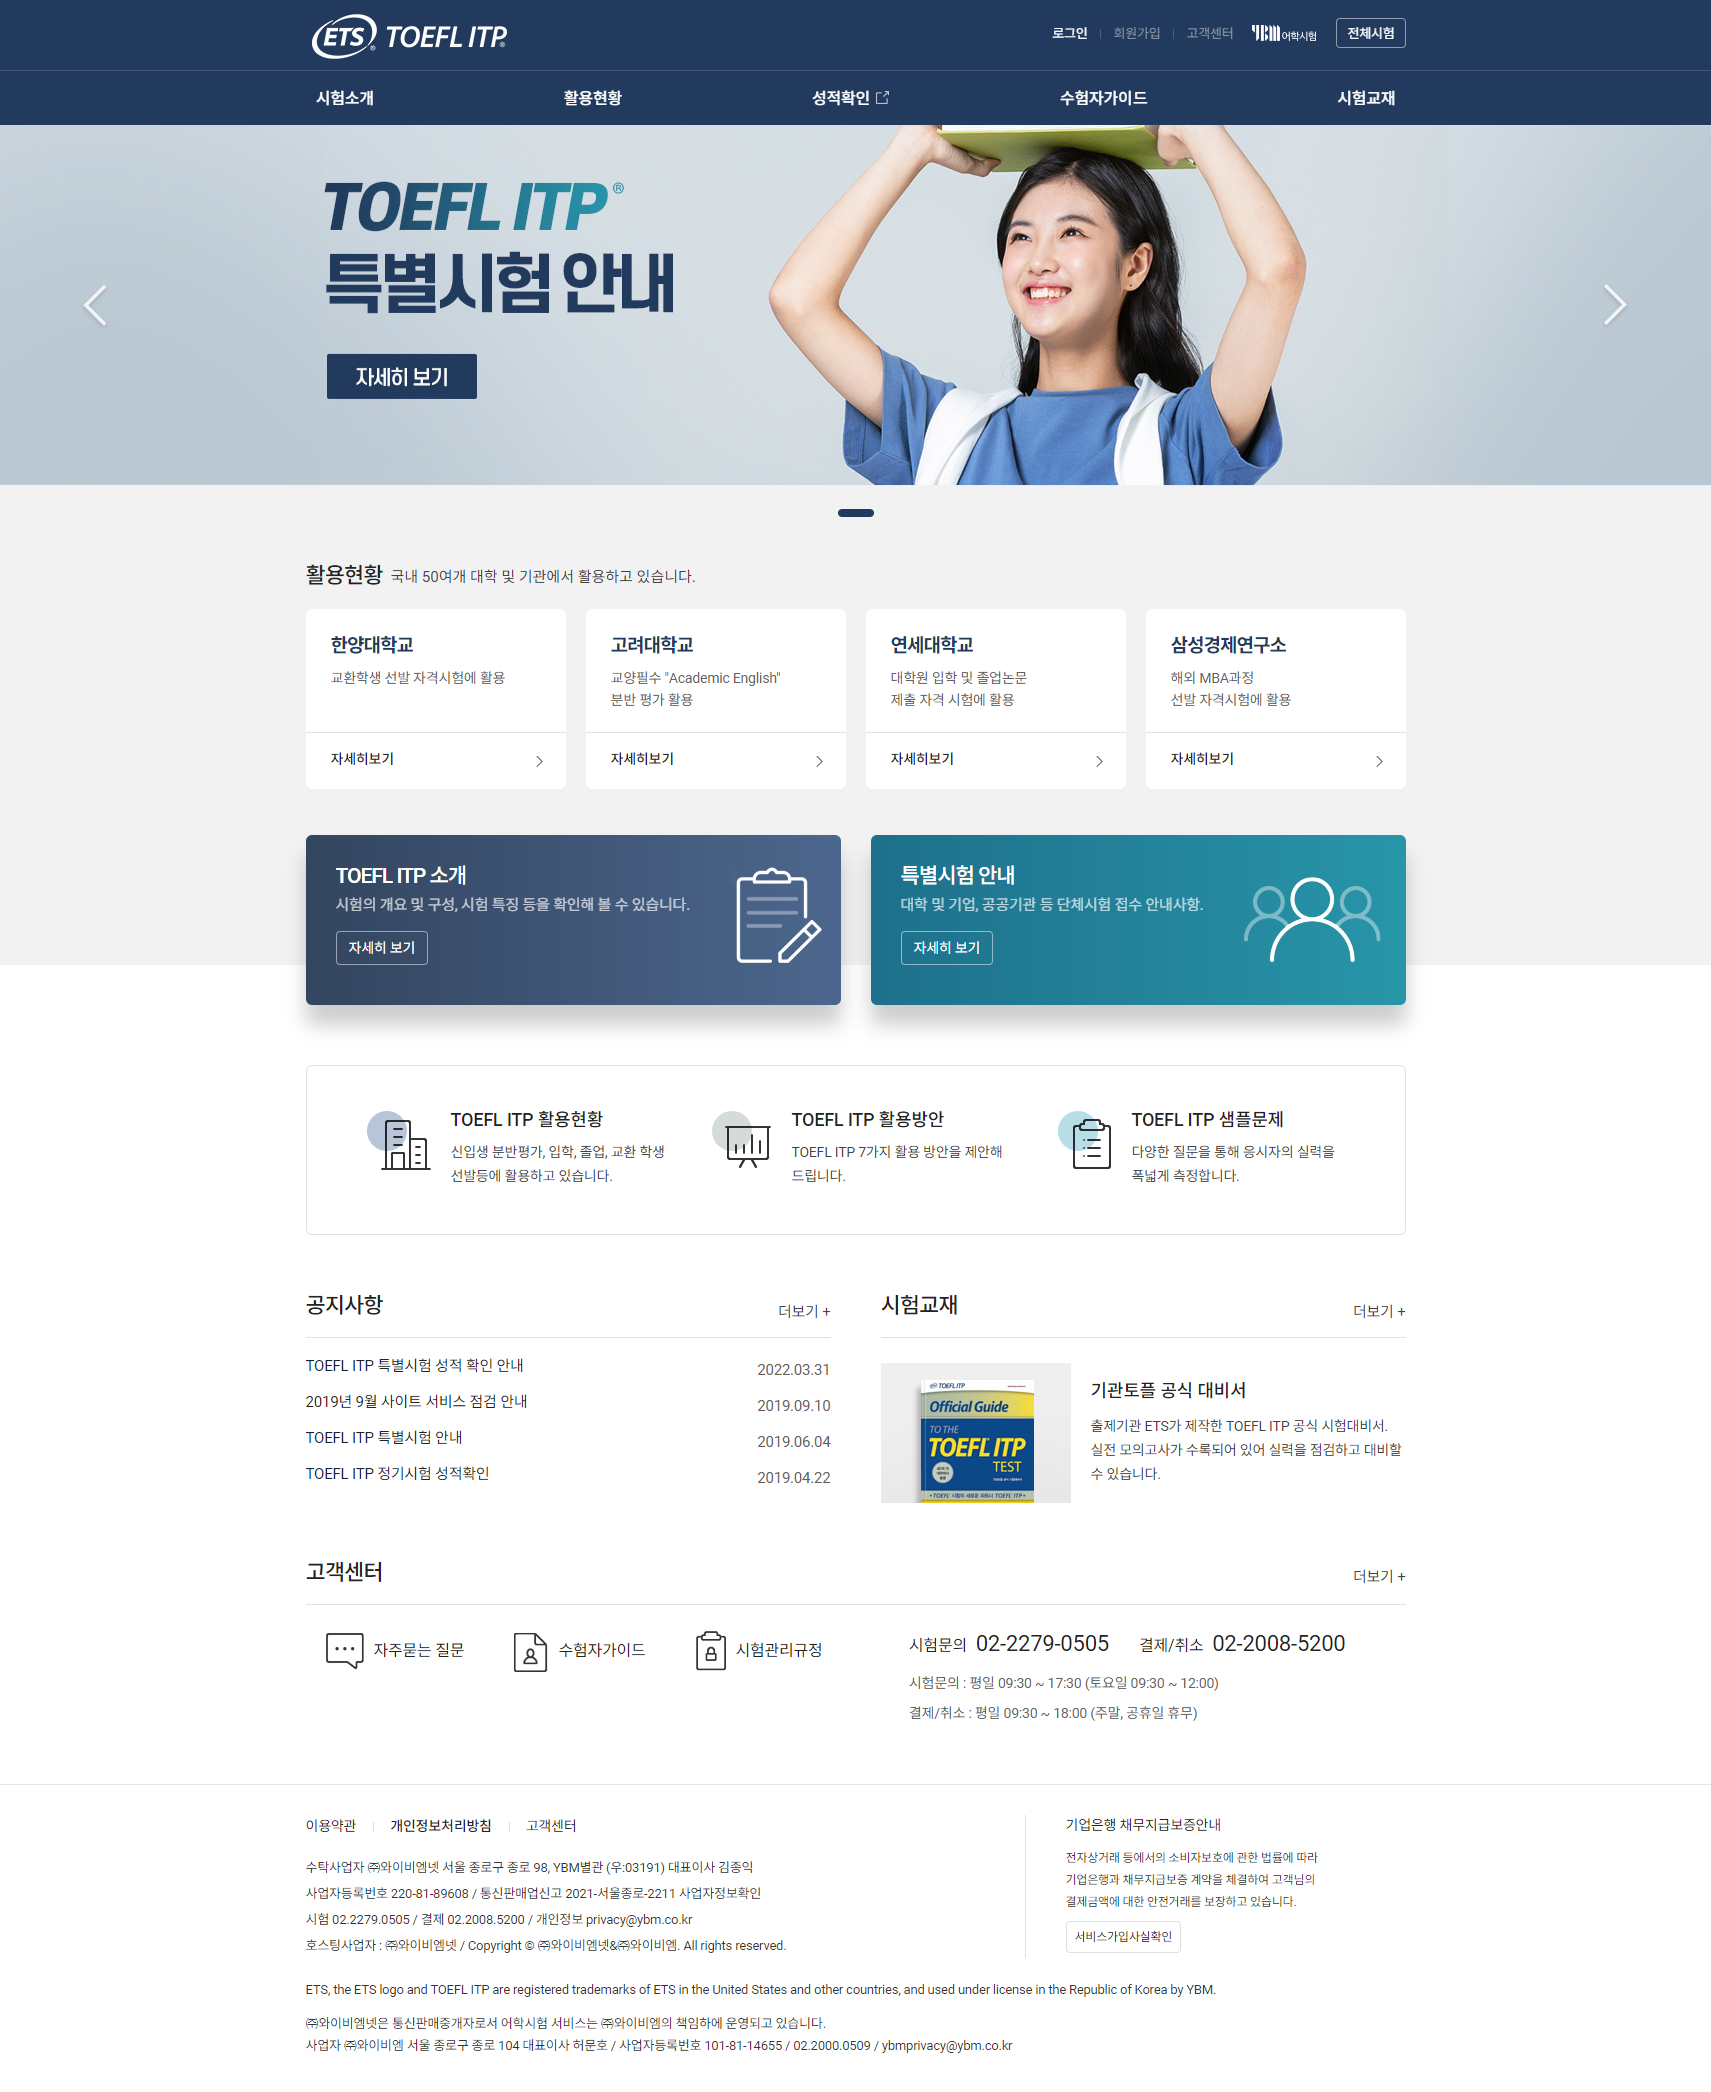 ETS® TOEFL ITP®
로그인 회원가입 고객센터 YBM 어학시험 전체시험
시험소개 활용현황 성적확인 수험자가이드 시험교재
TOEFL ITP®
특별시험 안내
자세히 보기
활용현황 국내 50여개 대학 및 기관에서 활용하고 있습니다.
한양대학교
교환학생 선발 자격시험에 활용
자세히보기
고려대학교
교양필수 "Academic English"
분반 평가 활용
자세히보기
연세대학교
대학원 입학 및 졸업논문
제출 자격 시험에 활용
자세히보기
삼성경제연구소
해외 MBA과정
선발 자격시험에 활용
자세히보기
TOEFL ITP 소개
시험의 개요 및 구성, 시험 특징 등을 확인해 볼 수 있습니다.
자세히 보기
특별시험 안내
대학 및 기업, 공공기관 등 단체시험 접수 안내사항.
자세히 보기
TOEFL ITP 활용현황
신입생 분반평가, 입학, 졸업, 교환 학생
선발등에 활용하고 있습니다.
TOEFL ITP 활용방안
TOEFL ITP 7가지 활용 방안을 제안해
드립니다.
TOEFL ITP 샘플문제
다양한 질문을 통해 응시자의 실력을
폭넓게 측정합니다.
공지사항 더보기 +
TOEFL ITP 특별시험 성적 확인 안내 2022.03.31
2019년 9월 사이트 서비스 점검 안내 2019.09.10
TOEFL ITP 특별시험 안내 2019.06.04
TOEFL ITP 정기시험 성적확인 2019.04.22
시험교재 더보기 +
TOEFL ITP
Official Guide
TO THE
TOEFL ITP
TEST
기관토플 공식 대비서
출제기관 ETS가 제작한 TOEFL ITP 공식 시험대비서.
실전 모의고사가 수록되어 있어 실력을 점검하고 대비할
수 있습니다.
고객센터 더보기 +
자주묻는 질문 수험자가이드 시험관리규정
시험문의 02-2279-0505 결제/취소 02-2008-5200
시험문의 : 평일 09:30 ~ 17:30 (토요일 09:30 ~ 12:00)
결제/취소 : 평일 09:30 ~ 18:00 (주말, 공휴일 휴무)
이용약관 개인정보처리방침 고객센터
수탁사업자 ㈜와이비엠넷 서울 종로구 종로 98, YBM별관 (우:03191) 대표이사 김종익
사업자등록번호 220-81-89608 / 통신판매업신고 2021-서울종로-2211 사업자정보확인
시험 02.2279.0505 / 결제 02.2008.5200 / 개인정보 privacy@ybm.co.kr
호스팅사업자 : ㈜와이비엠넷 / Copyright © ㈜와이비엠넷&㈜와이비엠. All rights reserved.
기업은행 채무지급보증안내
전자상거래 등에서의 소비자보호에 관한 법률에 따라
기업은행과 채무지급보증 계약을 체결하여 고객님의
결제금액에 대한 안전거래를 보장하고 있습니다.
서비스가입사실확인
ETS, the ETS logo and TOEFL ITP are registered trademarks of ETS in the United States and other countries, and used under license in the Republic of Korea by YBM.
㈜와이비엠넷은 통신판매중개자로서 어학시험 서비스는 ㈜와이비엠의 책임하에 운영되고 있습니다.
사업자 ㈜와이비엠 서울 종로구 종로 104 대표이사 허문호 / 사업자등록번호 101-81-14655 / 02.2000.0509 / ybmprivacy@ybm.co.kr